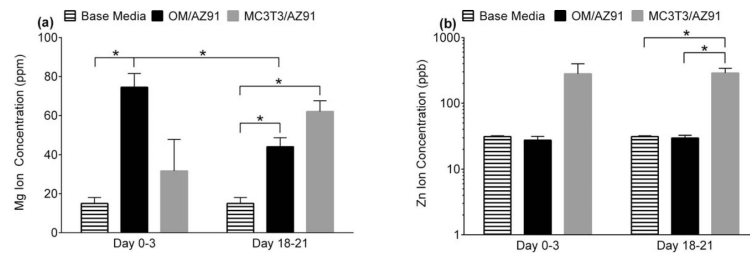 (a)
Base Media OM/AZ91 MC3T3/AZ91
Mg Ion Concentration (ppm)
100
80
60
40
20
0
* * * *
Day 0-3 Day 18-21
(b)
Base Media OM/AZ91 MC3T3/AZ91
Zn Ion Concentration (ppb)
1000
100
10
1
* *
Day 0-3 Day 18-21